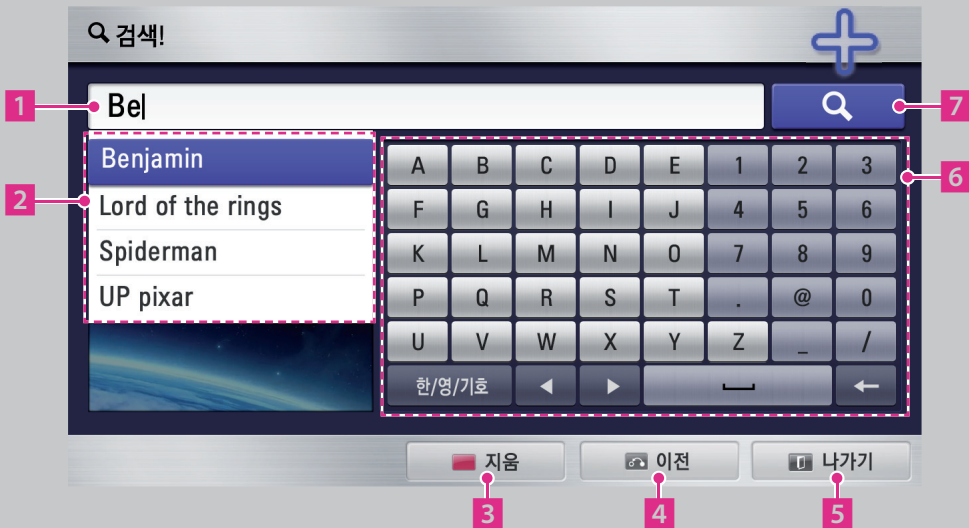 검색!
1
Be
7
2
Benjamin
Lord of the rings
Spiderman
UP pixar
6
A B C D E 1 2 3
F G H I J 4 5 6
K L M N O 7 8 9
P Q R S T . @ 0
U V W X Y Z _ /
한/영/기호 ◀ ▶ ←
지움
이전
나가기
3
4
5